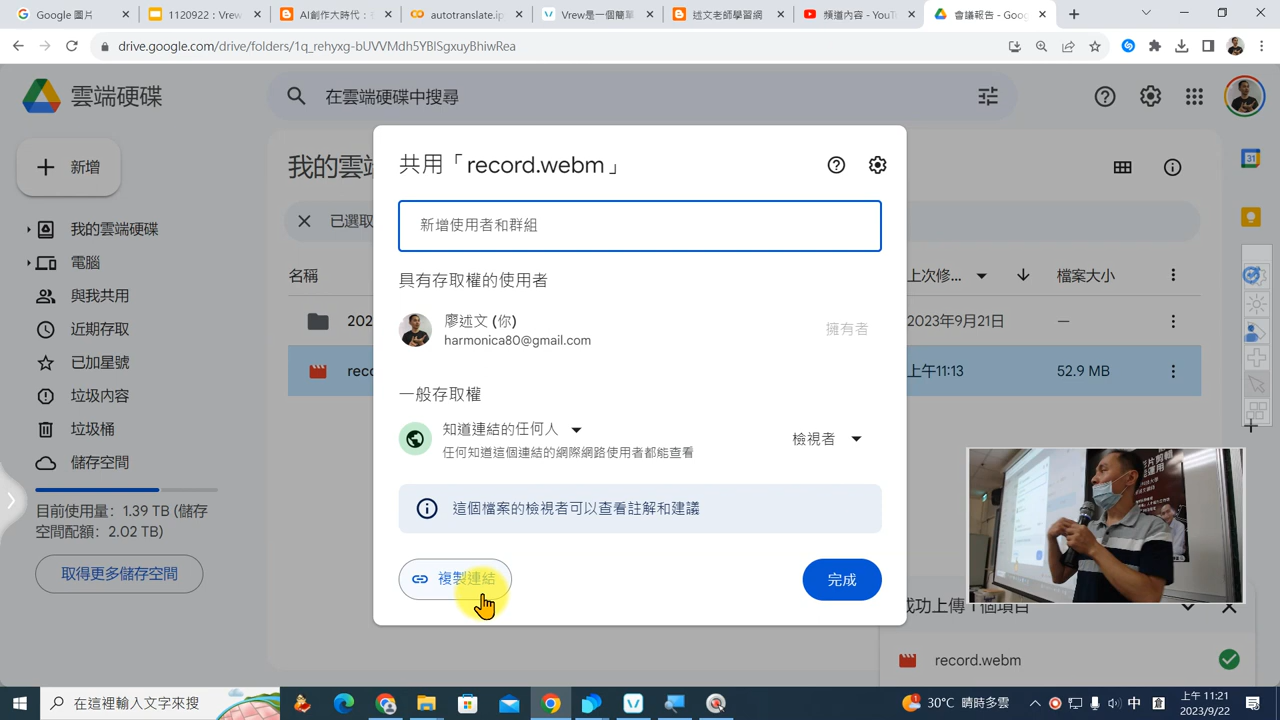 Google 圖片
1120922：Vrew
AI創作大時代：
autotranslate.ip
Vrew是一個簡單
述文老師學習網
頻道內容 - YouT
會議報告 - Goog
drive.google.com/drive/folders/1q_rehyxg-bUVVMdh5YBlSgxuyBhiwRea
雲端硬碟
在雲端硬碟中搜尋
新增
我的雲端硬碟
電腦
與我共用
近期存取
已加星號
垃圾內容
垃圾桶
儲存空間
目前使用量：1.39 TB (儲存
空間配額：2.02 TB)
取得更多儲存空間
我的雲
已選取
名稱
上次修...
檔案大小
202
2023年9月21日
—
reco
上午11:13
52.9 MB
共用「record.webm」
新增使用者和群組
具有存取權的使用者
廖述文 (你)
harmonica80@gmail.com
擁有者
一般存取權
知道連結的任何人
任何知道這個連結的網際網路使用者都能查看
檢視者
這個檔案的檢視者可以查看註解和建議
複製連結
完成
成功上傳 1 個項目
record.webm
31
在這裡輸入文字來搜
30°C 晴時多雲
中
上午 11:21
2023/9/22